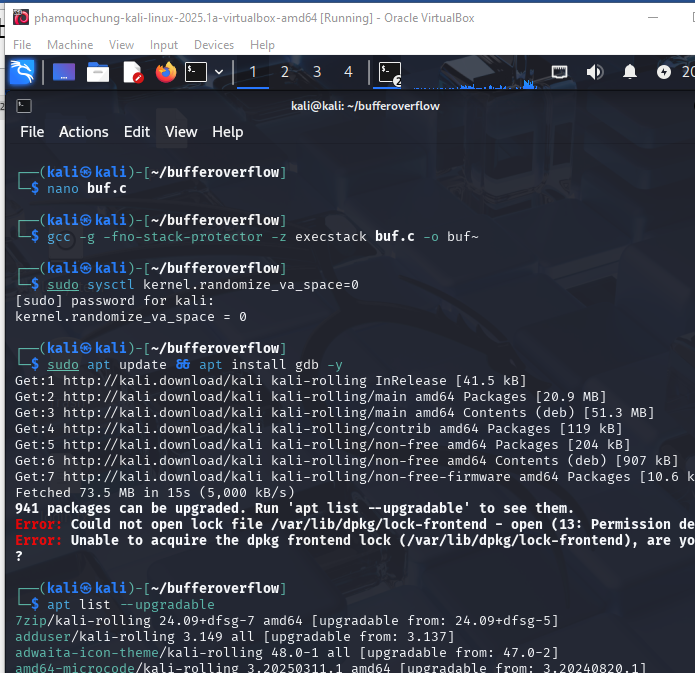 phamquochung-kali-linux-2025.1a-virtualbox-amd64 [Running] - Oracle VirtualBox
File Machine View Input Devices Help
1 2 3 4 2 20
kali@kali: ~/bufferoverflow
File Actions Edit View Help
┌──(kali㉿kali)-[~/bufferoverflow]
└─$ nano buf.c
┌──(kali㉿kali)-[~/bufferoverflow]
└─$ gcc -g -fno-stack-protector -z execstack buf.c -o buf~
┌──(kali㉿kali)-[~/bufferoverflow]
└─$ sudo sysctl kernel.randomize_va_space=0
[sudo] password for kali:
kernel.randomize_va_space = 0
┌──(kali㉿kali)-[~/bufferoverflow]
└─$ sudo apt update && apt install gdb -y
Get:1 http://kali.download/kali kali-rolling InRelease [41.5 kB]
Get:2 http://kali.download/kali kali-rolling/main amd64 Packages [20.9 MB]
Get:3 http://kali.download/kali kali-rolling/main amd64 Contents (deb) [51.3 MB]
Get:4 http://kali.download/kali kali-rolling/contrib amd64 Packages [119 kB]
Get:5 http://kali.download/kali kali-rolling/non-free amd64 Packages [204 kB]
Get:6 http://kali.download/kali kali-rolling/non-free amd64 Contents (deb) [907 kB]
Get:7 http://kali.download/kali kali-rolling/non-free-firmware amd64 Packages [10.6 k
Fetched 73.5 MB in 15s (5,000 kB/s)
941 packages can be upgraded. Run 'apt list --upgradable' to see them.
Error: Could not open lock file /var/lib/dpkg/lock-frontend - open (13: Permission de
Error: Unable to acquire the dpkg frontend lock (/var/lib/dpkg/lock-frontend), are yo
?
┌──(kali㉿kali)-[~/bufferoverflow]
└─$ apt list --upgradable
7zip/kali-rolling 24.09+dfsg-7 amd64 [upgradable from: 24.09+dfsg-5]
adduser/kali-rolling 3.149 all [upgradable from: 3.137]
adwaita-icon-theme/kali-rolling 48.0-1 all [upgradable from: 47.0-2]
amd64-microcode/kali-rolling 3.20250311.1 amd64 [upgradable from: 3.20240820.1]